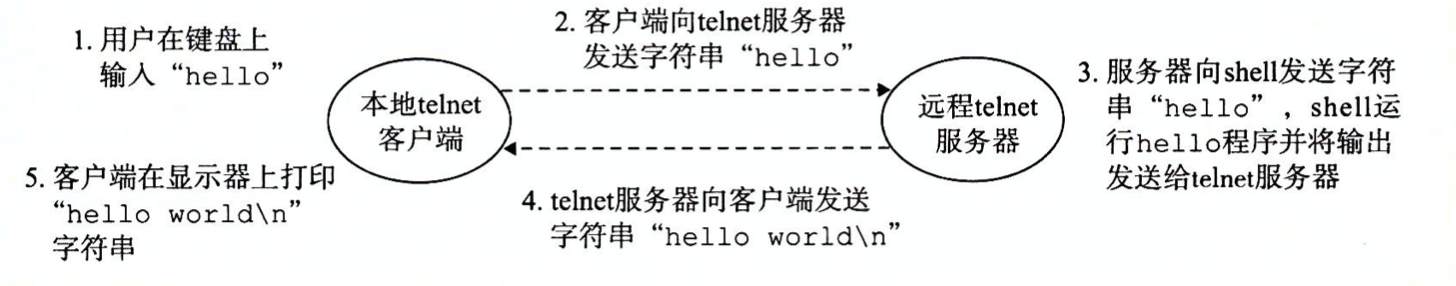 1. 用户在键盘上
输入“hello”
2. 客户端向telnet服务器
发送字符串“hello”
本地telnet
客户端
远程telnet
服务器
3. 服务器向shell发送字符
串“hello”，shell运
行hello程序并将输出
发送给telnet服务器
4. telnet服务器向客户端发送
字符串“hello world\n”
5. 客户端在显示器上打印
“hello world\n”
字符串